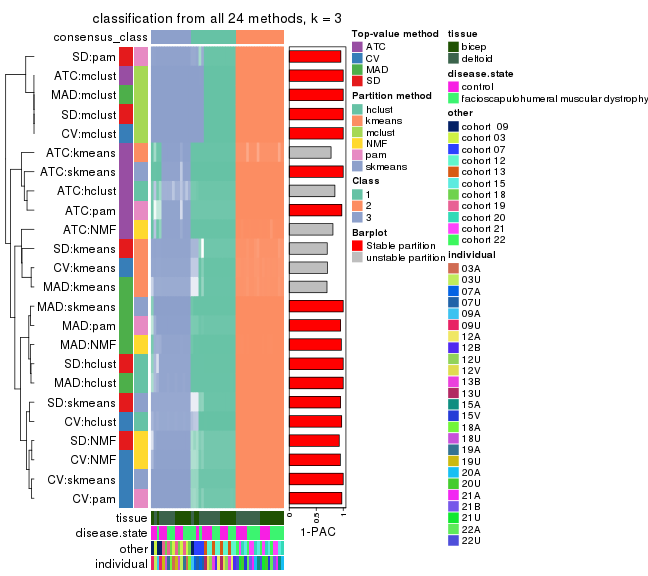 classification from all 24 methods, k = 3
consensus_class
SD:pam
ATC:mclust
MAD:mclust
SD:mclust
CV:mclust
ATC:kmeans
ATC:skmeans
ATC:hclust
ATC:pam
ATC:NMF
SD:kmeans
CV:kmeans
MAD:kmeans
MAD:skmeans
MAD:pam
MAD:NMF
SD:hclust
MAD:hclust
SD:skmeans
CV:hclust
SD:NMF
CV:NMF
CV:skmeans
CV:pam
tissue
disease.state
other
individual
0
0.5
1
1-PAC
Top-value method
ATC
CV
MAD
SD
Partition method
hclust
kmeans
mclust
NMF
pam
skmeans
Class
1
2
3
Barplot
Stable partition
unstable partition
tissue
bicep
deltoid
disease.state
control
facioscapulohumeral muscular dystrophy
other
cohort 09
cohort 03
cohort 07
cohort 12
cohort 13
cohort 15
cohort 18
cohort 19
cohort 20
cohort 21
cohort 22
individual
03A
03U
07A
07U
09A
09U
12A
12B
12U
12V
13B
13U
15A
15V
18A
18U
19A
19U
20A
20U
21A
21B
21U
22A
22U